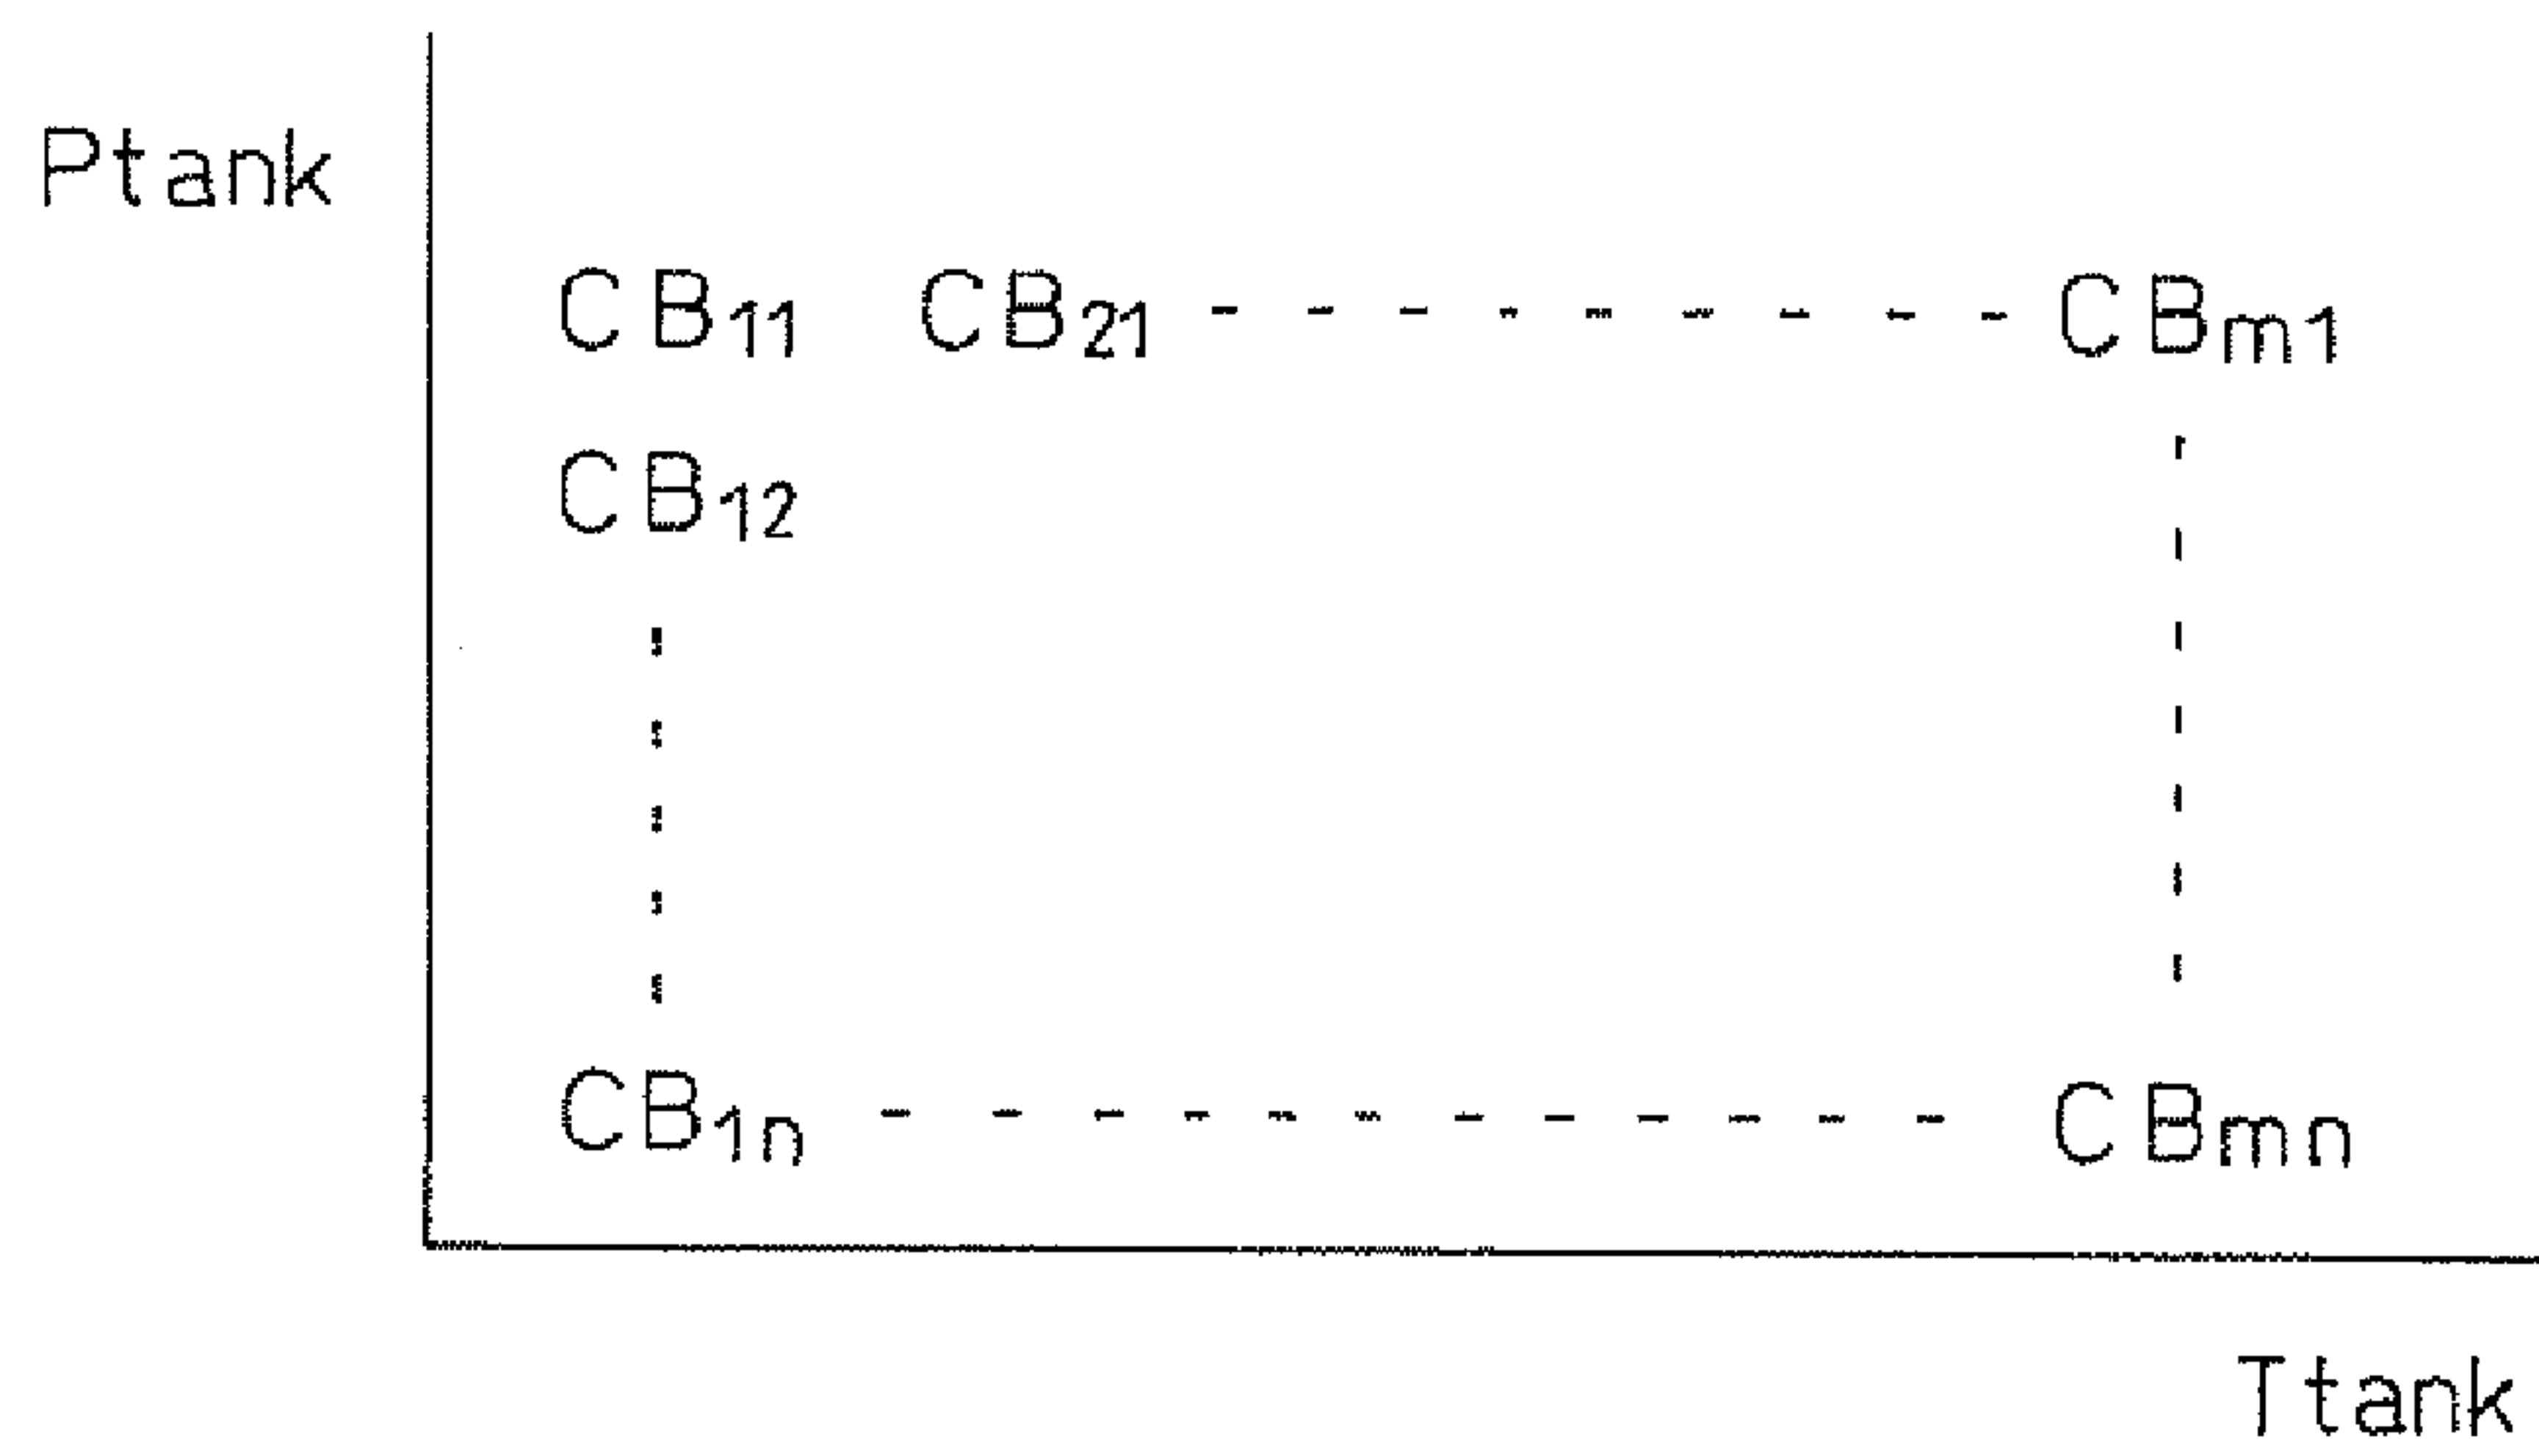 Ptank
CB11 CB21 - - - - - - - - - CBm1
CB12
CB1n - - - - - - - - - - - - CBmn
Ttank